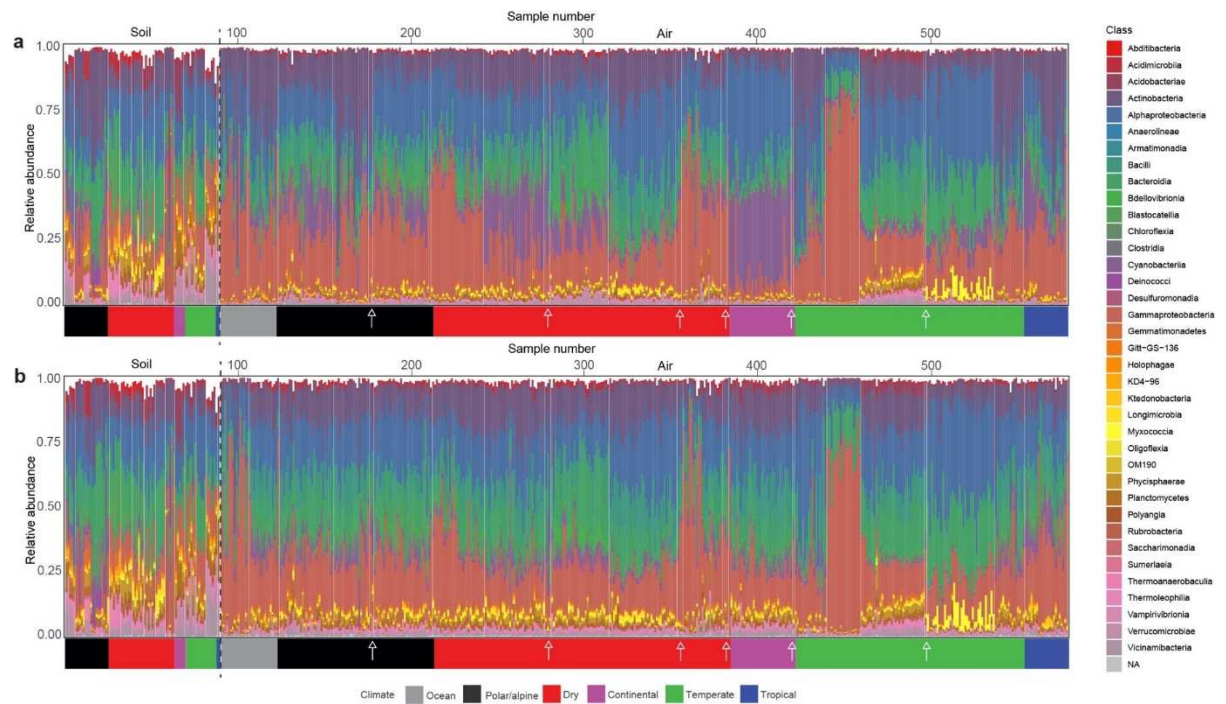 Sample number
Soil 100 200 300 Air 400 500
a
1.00
0.75
0.50
0.25
0.00
Relative abundance
Sample number
Soil 100 200 300 Air 400 500
b
1.00
0.75
0.50
0.25
0.00
Relative abundance
Climate Ocean Polar/alpine Dry Continental Temperate Tropical
Class
Abditibacteria
Acidimicrobiia
Acidobacteriae
Actinobacteria
Alphaproteobacteria
Anaerolineae
Armatimonadia
Bacilli
Bacteroidia
Bdellovibrionia
Blastocatellia
Chloroflexia
Clostridia
Cyanobacteriia
Deinococci
Desulfuromonadia
Gammaproteobacteria
Gemmatimonadetes
Gitt-GS-136
Holophagae
KD4-96
Ktedonobacteria
Longimicrobia
Myxococcia
Oligoflexia
OM190
Phycisphaerae
Planctomycetes
Polyangia
Rubrobacteria
Saccharimonadia
Sumerlaeia
Thermoanaerobaculia
Thermoleophilia
Vampirivibrionia
Verrucomicrobiae
Vicinamibacteria
NA